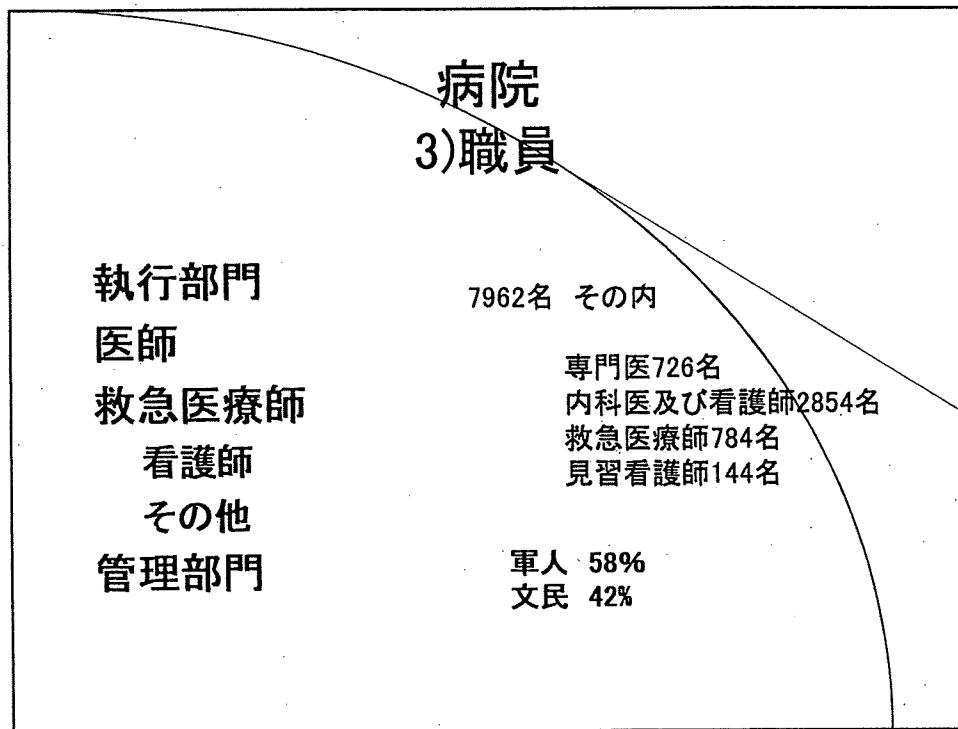 病院
3)職員
執行部門
医師
救急医療師
看護師
その他
管理部門
7962名 その内
専門医726名
内科医及び看護師2854名
救急医療師784名
見習看護師144名
軍人 58%
文民 42%